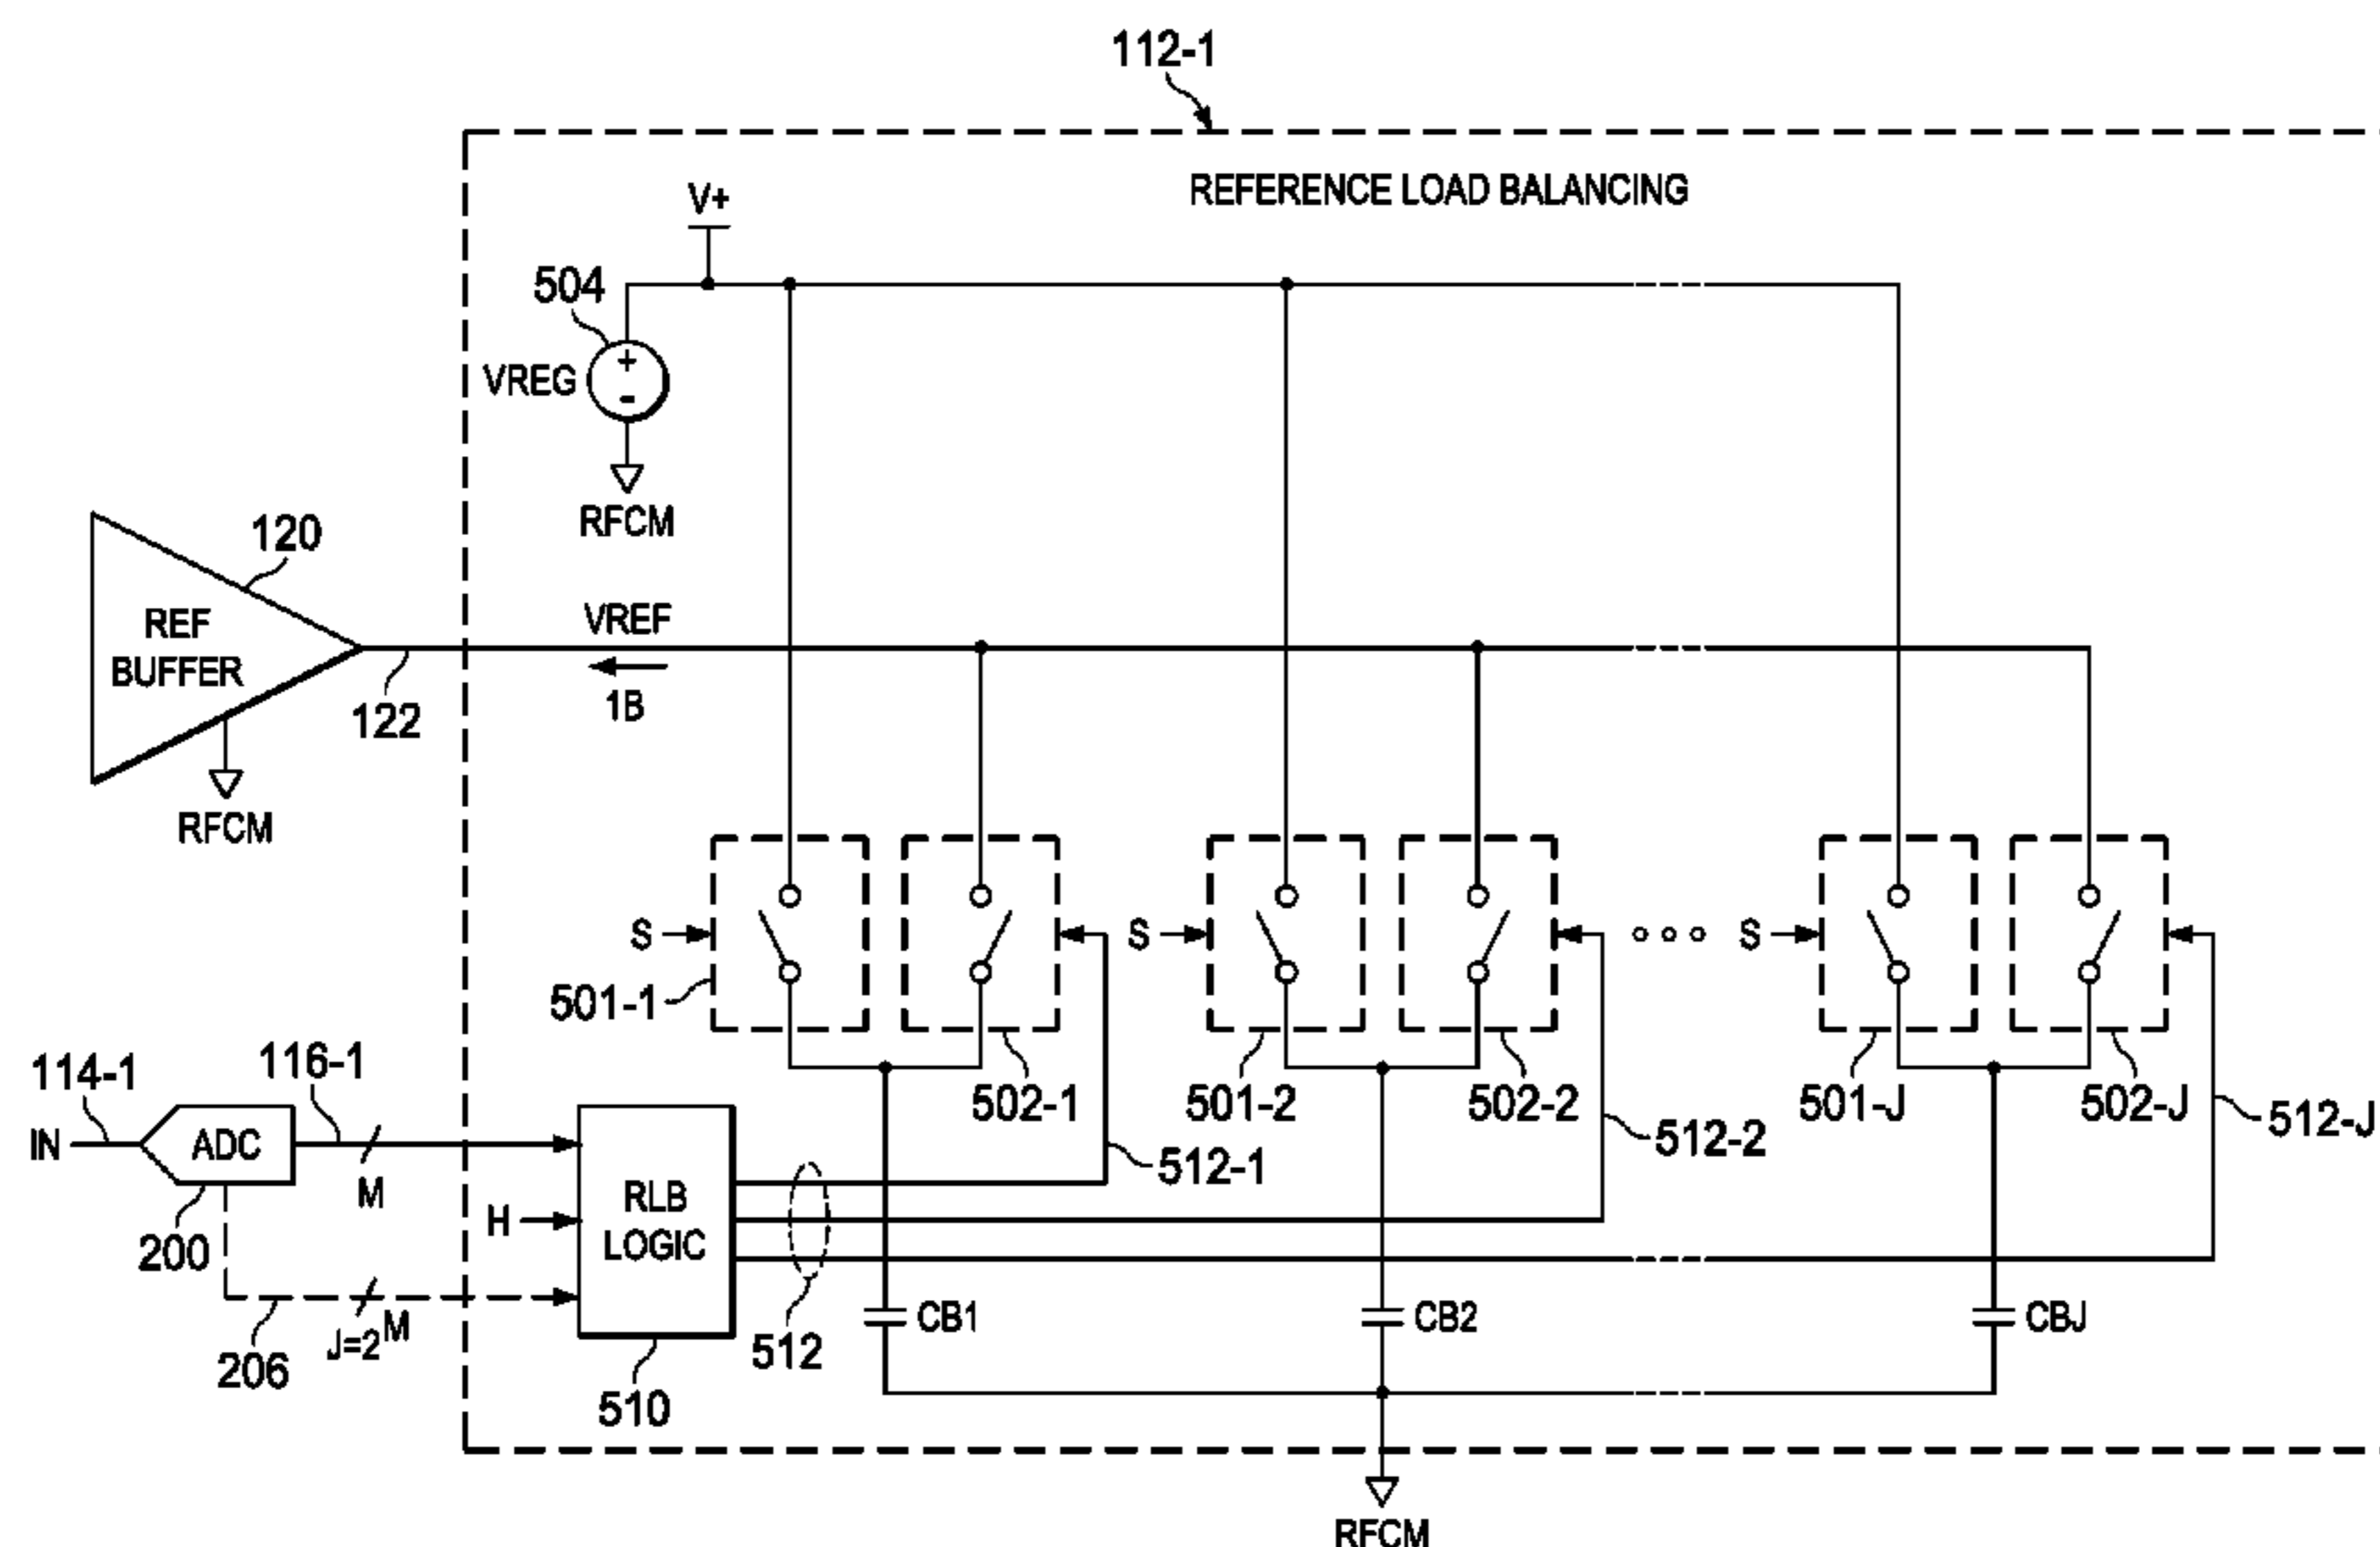 112-1
REFERENCE LOAD BALANCING
V+
504
+
VREG
-
RFCM
120
REF
BUFFER
VREF
1B
122
RFCM
S
S
S
501-1
502-1
501-2
502-2
501-J
502-J
512-J
512-2
512-1
114-1
116-1
IN
ADC
M
H
RLB
LOGIC
200
206
J=2^M
510
512
CB1
CB2
CBJ
RFCM